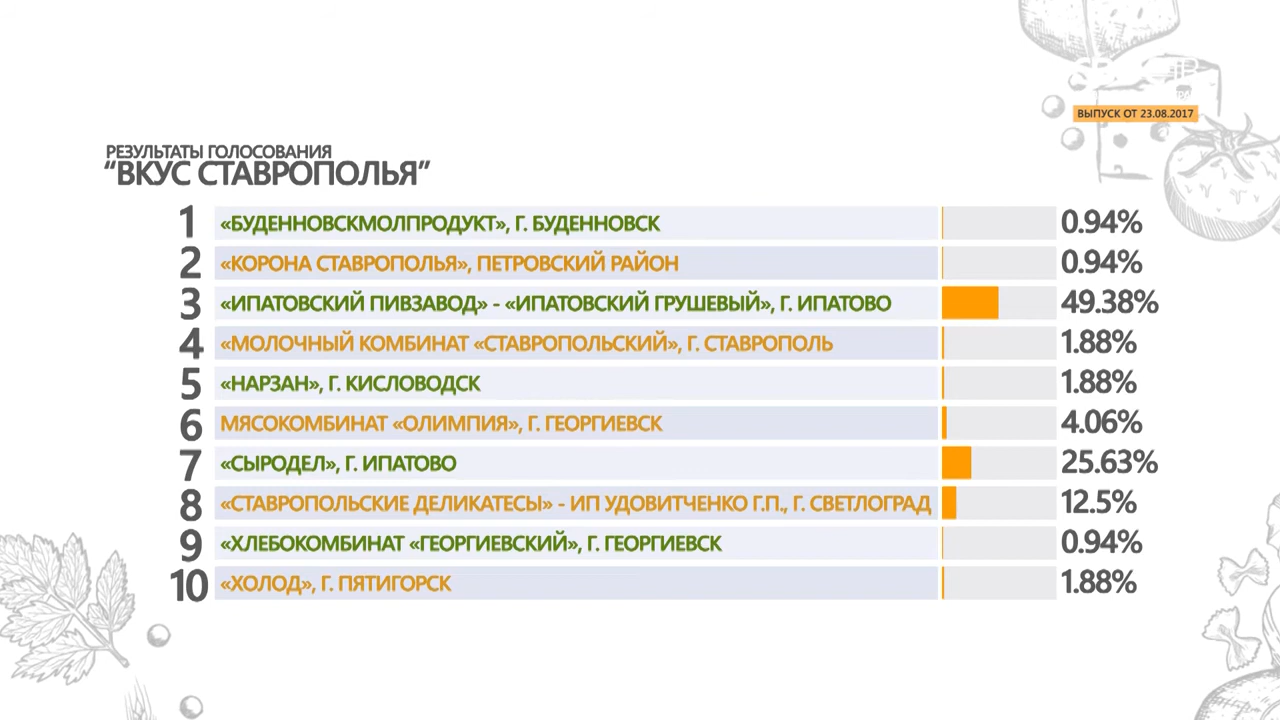 ВЫПУСК ОТ 23.08.2017
РЕЗУЛЬТАТЫ ГОЛОСОВАНИЯ
“ВКУС СТАВРОПОЛЬЯ”
1 «БУДЕННОВСКМОЛПРОДУКТ», Г. БУДЕННОВСК 0.94%
2 «КОРОНА СТАВРОПОЛЬЯ», ПЕТРОВСКИЙ РАЙОН 0.94%
3 «ИПАТОВСКИЙ ПИВЗАВОД» - «ИПАТОВСКИЙ ГРУШЕВЫЙ», Г. ИПАТОВО 49.38%
4 «МОЛОЧНЫЙ КОМБИНАТ «СТАВРОПОЛЬСКИЙ», Г. СТАВРОПОЛЬ 1.88%
5 «НАРЗАН», Г. КИСЛОВОДСК 1.88%
6 МЯСОКОМБИНАТ «ОЛИМПИЯ», Г. ГЕОРГИЕВСК 4.06%
7 «СЫРОДЕЛ», Г. ИПАТОВО 25.63%
8 «СТАВРОПОЛЬСКИЕ ДЕЛИКАТЕСЫ» - ИП УДОВИТЧЕНКО Г.П., Г. СВЕТЛОГРАД 12.5%
9 «ХЛЕБОКОМБИНАТ «ГЕОРГИЕВСКИЙ», Г. ГЕОРГИЕВСК 0.94%
10 «ХОЛОД», Г. ПЯТИГОРСК 1.88%